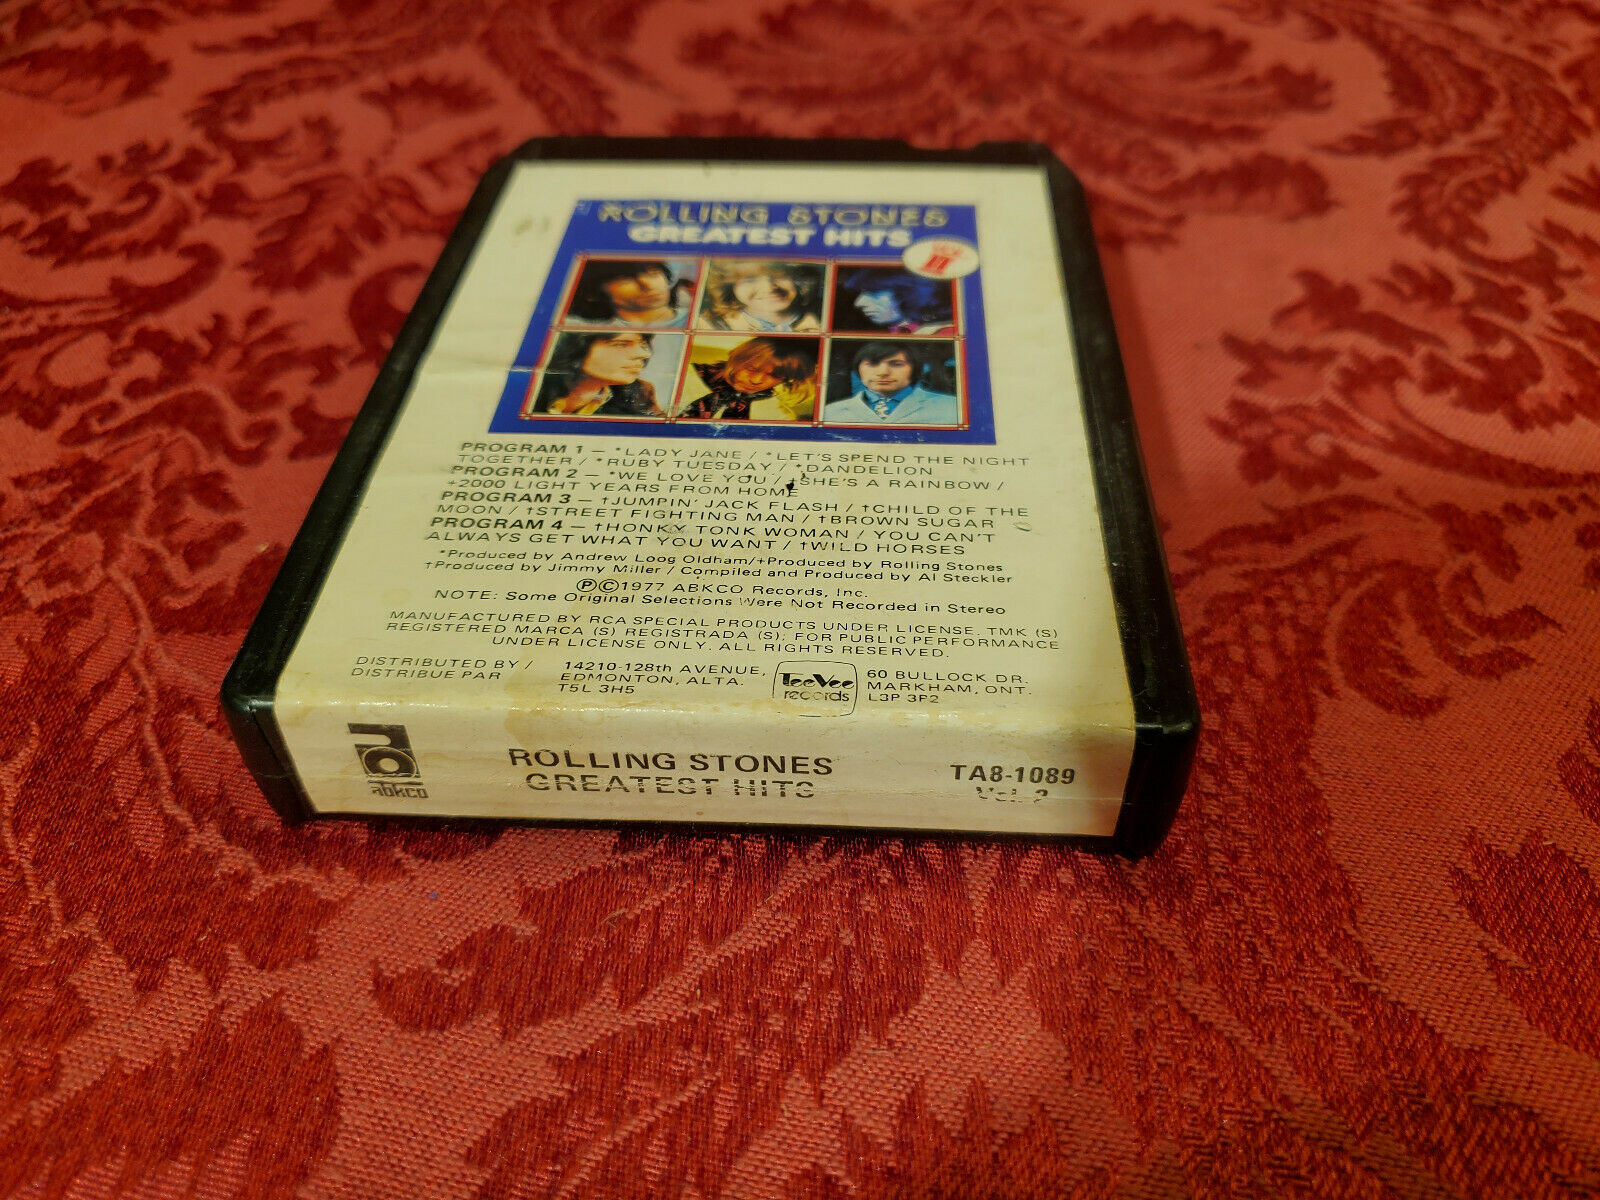 ROLLING STONES
GREATEST HITS
II
PROGRAM 1 — *LADY JANE / *LET'S SPEND THE NIGHT
TOGETHER / *RUBY TUESDAY / *DANDELION
PROGRAM 2 — *WE LOVE YOU / +SHE'S A RAINBOW /
+2000 LIGHT YEARS FROM HOME
PROGRAM 3 — †JUMPIN' JACK FLASH / †CHILD OF THE
MOON / †STREET FIGHTING MAN / †BROWN SUGAR
PROGRAM 4 — †HONKY TONK WOMAN / YOU CAN'T
ALWAYS GET WHAT YOU WANT / †WILD HORSES
*Produced by Andrew Loog Oldham/+Produced by Rolling Stones
†Produced by Jimmy Miller / Compiled and Produced by Al Steckler
℗©1977 ABKCO Records, Inc.
NOTE: Some Original Selections Were Not Recorded in Stereo
MANUFACTURED BY RCA SPECIAL PRODUCTS UNDER LICENSE. TMK (S)
REGISTERED MARCA (S) REGISTRADA (S); FOR PUBLIC PERFORMANCE
UNDER LICENSE ONLY. ALL RIGHTS RESERVED.
DISTRIBUTED BY /
DISTRIBUE PAR
14210-128th AVENUE,
EDMONTON, ALTA.
T5L 3H5
TeeVee
records
60 BULLOCK DR.
MARKHAM, ONT.
L3P 3P2
abkco
ROLLING STONES
GREATEST HITS
TA8-1089
Vol. 2